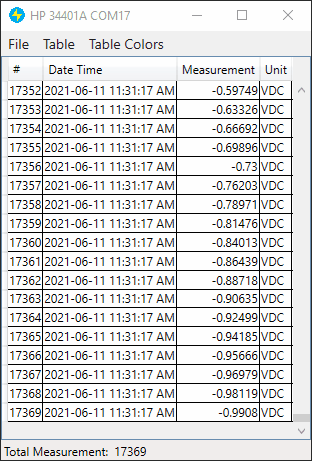 HP 34401A COM17
File Table Table Colors
# Date Time Measurement Unit
17352 2021-06-11 11:31:17 AM -0.59749 VDC
17353 2021-06-11 11:31:17 AM -0.63326 VDC
17354 2021-06-11 11:31:17 AM -0.66692 VDC
17355 2021-06-11 11:31:17 AM -0.69896 VDC
17356 2021-06-11 11:31:17 AM -0.73 VDC
17357 2021-06-11 11:31:17 AM -0.76203 VDC
17358 2021-06-11 11:31:17 AM -0.78971 VDC
17359 2021-06-11 11:31:17 AM -0.81476 VDC
17360 2021-06-11 11:31:17 AM -0.84013 VDC
17361 2021-06-11 11:31:17 AM -0.86439 VDC
17362 2021-06-11 11:31:17 AM -0.88718 VDC
17363 2021-06-11 11:31:17 AM -0.90635 VDC
17364 2021-06-11 11:31:17 AM -0.92499 VDC
17365 2021-06-11 11:31:17 AM -0.94185 VDC
17366 2021-06-11 11:31:17 AM -0.95666 VDC
17367 2021-06-11 11:31:17 AM -0.96979 VDC
17368 2021-06-11 11:31:17 AM -0.98119 VDC
17369 2021-06-11 11:31:17 AM -0.9908 VDC
Total Measurement: 17369